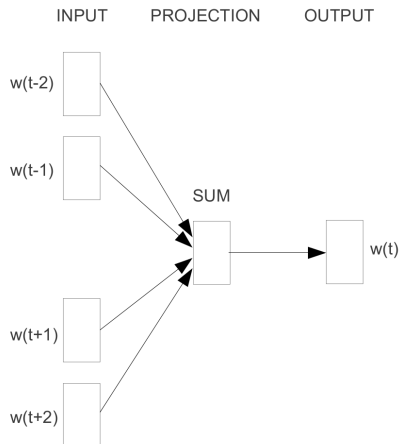 INPUT PROJECTION OUTPUT
w(t-2)
w(t-1)
SUM
w(t)
w(t+1)
w(t+2)